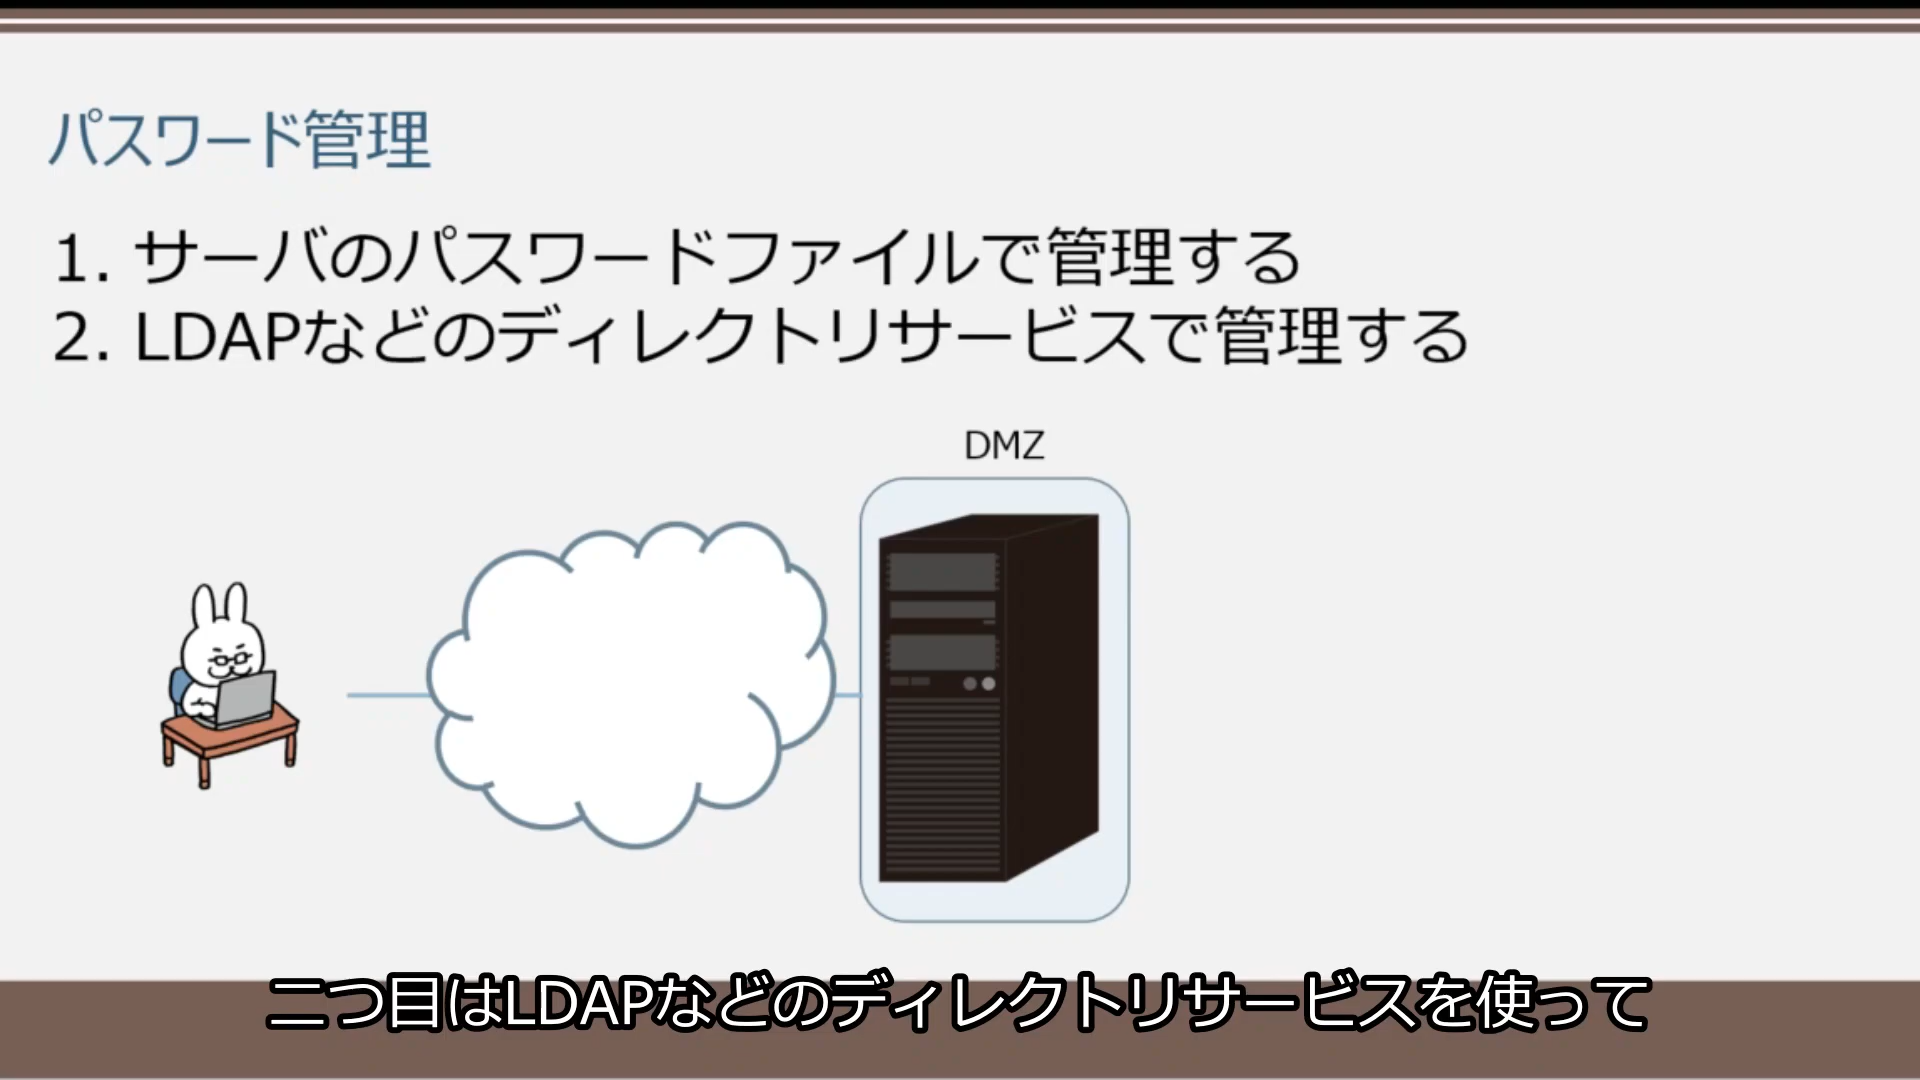 パスワード管理
1. サーバのパスワードファイルで管理する
2. LDAPなどのディレクトリサービスで管理する
DMZ
二つ目はLDAPなどのディレクトリサービスを使って